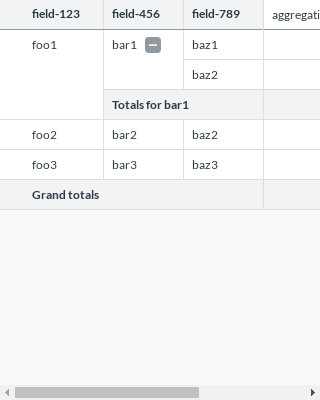 field-123 field-456 field-789 aggregati
foo1 bar1 baz1
baz2
Totals for bar1
foo2 bar2 baz2
foo3 bar3 baz3
Grand totals